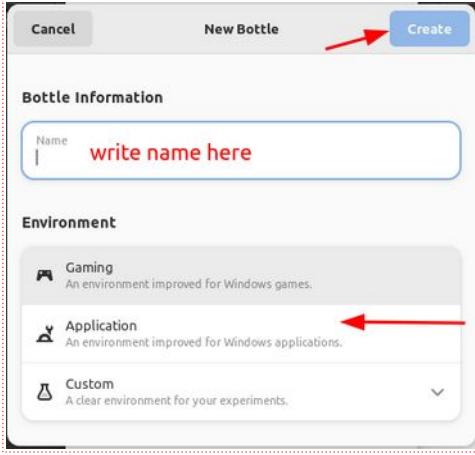 Cancel New Bottle Create
Bottle Information
Name
write name here
Environment
Gaming
An environment improved for Windows games.
Application
An environment improved for Windows applications.
Custom
A clear environment for your experiments.